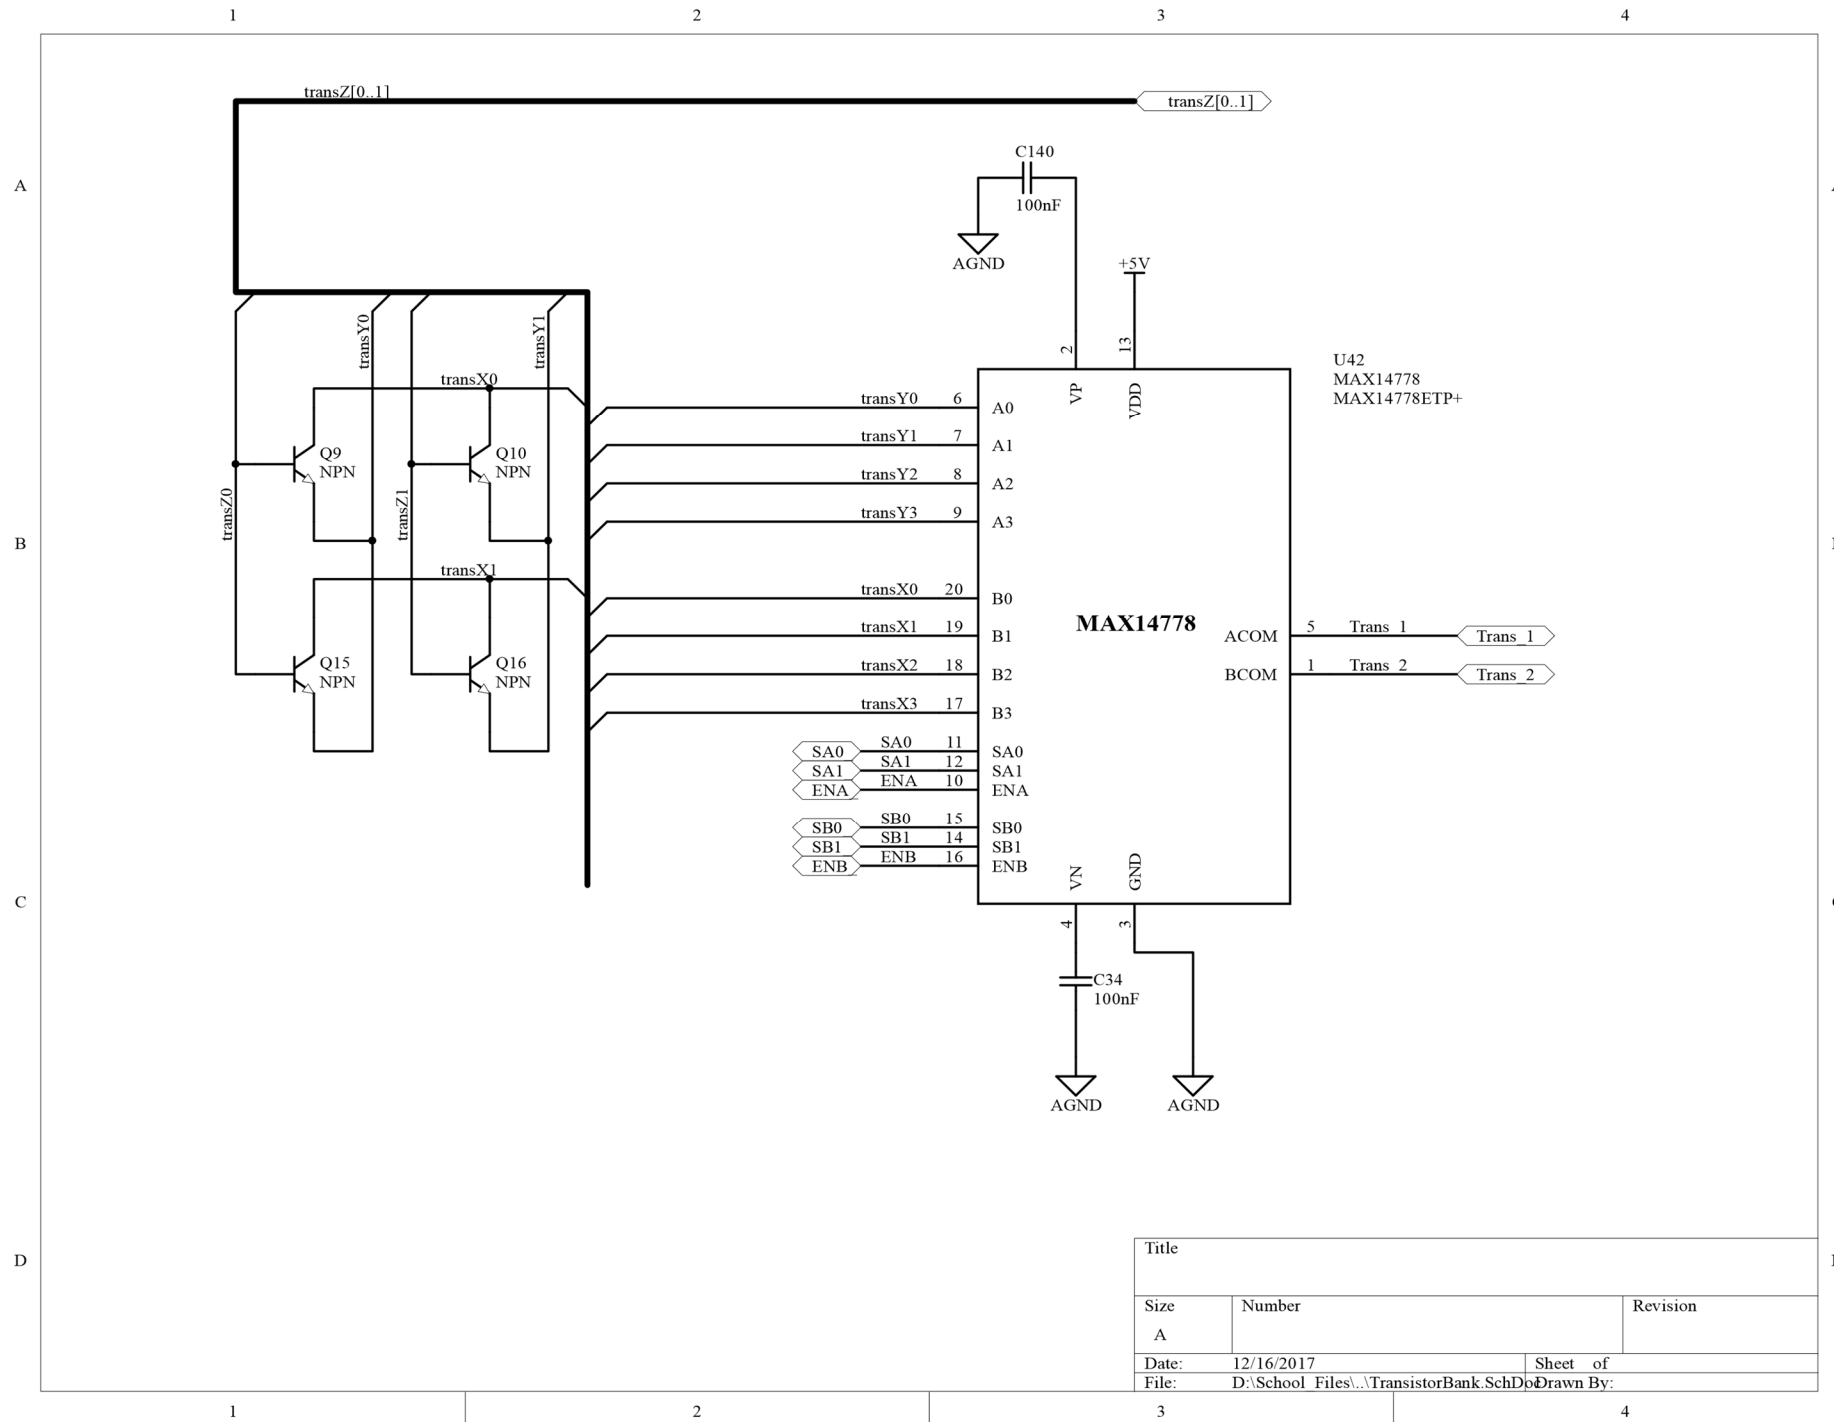 1 2 3 4
transZ[0..1] transZ[0..1]
C140
A
100nF
AGND
+5V
transY0 transY1
2 13
U42
MAX14778
MAX14778ETP+
VP VDD
transX0
transY0 6 A0
transY1 7 A1
Q9 Q10
NPN NPN
transY2 8 A2
transZ0 transZ1
transY3 9 A3
B
transX1
transX0 20 B0
MAX14778
transX1 19 B1
ACOM 5 Trans_1 Trans_1
Q15 Q16
NPN NPN
transX2 18 B2
BCOM 1 Trans_2 Trans_2
transX3 17 B3
SA0 SA0 11 SA0
SA1 SA1 12 SA1
ENA ENA 10 ENA
SB0 SB0 15 SB0
SB1 SB1 14 SB1
ENB ENB 16 ENB
VN GND
C
4 3
C34
100nF
AGND AGND
D
Title
Size Number Revision
A
Date: 12/16/2017 Sheet of
File: D:\School_Files\..\TransistorBank.SchDoc Drawn By:
1 2 3 4